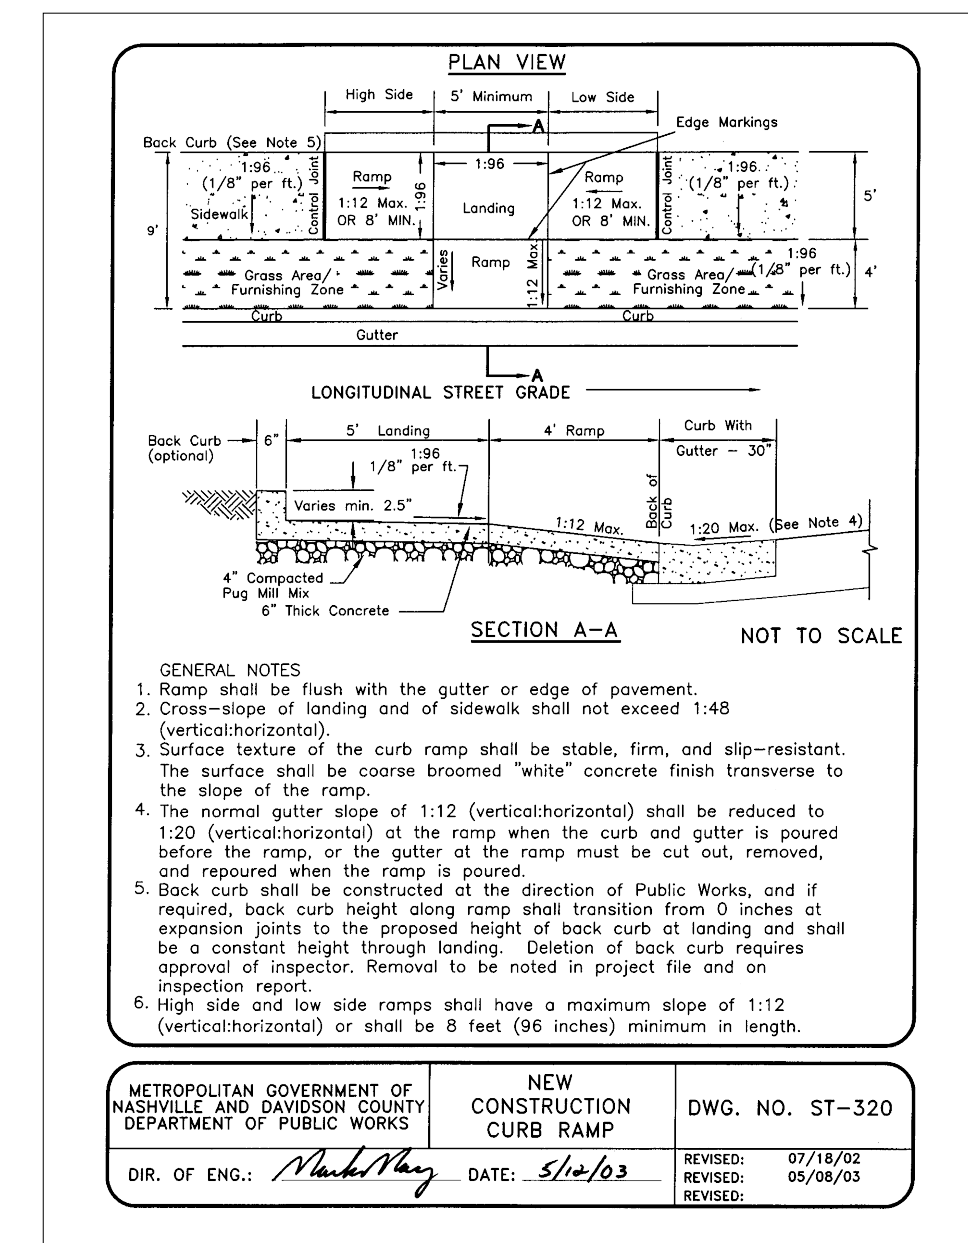 PLAN VIEW
High Side
5' Minimum
Low Side
A
Edge Markings
Back Curb (See Note 5)
1:96
(1/8" per ft.)
Sidewalk
Control Joint
Ramp
1:12 Max.
OR 8' MIN.
1:96
1:96
Landing
Ramp
1:12 Max.
OR 8' MIN.
Control Joint
1:96
(1/8" per ft.)
5'
9'
Grass Area/
Furnishing Zone
Varies
Ramp
1:12 Max.
Grass Area/
Furnishing Zone
1:96
(1/8" per ft.)
4'
Curb
Curb
Gutter
A
LONGITUDINAL STREET GRADE
Back Curb
(optional)
6"
5' Landing
4' Ramp
Curb With
Gutter – 30"
1:96
1/8" per ft.
Varies min. 2.5"
1:12 Max.
Back of
Curb
1:20 Max. (See Note 4)
4" Compacted
Pug Mill Mix
6" Thick Concrete
SECTION A–A
NOT TO SCALE
GENERAL NOTES
1. Ramp shall be flush with the gutter or edge of pavement.
2. Cross–slope of landing and of sidewalk shall not exceed 1:48
(vertical:horizontal).
3. Surface texture of the curb ramp shall be stable, firm, and slip–resistant.
The surface shall be coarse broomed "white" concrete finish transverse to
the slope of the ramp.
4. The normal gutter slope of 1:12 (vertical:horizontal) shall be reduced to
1:20 (vertical:horizontal) at the ramp when the curb and gutter is poured
before the ramp, or the gutter at the ramp must be cut out, removed,
and repoured when the ramp is poured.
5. Back curb shall be constructed at the direction of Public Works, and if
required, back curb height along ramp shall transition from 0 inches at
expansion joints to the proposed height of back curb at landing and shall
be a constant height through landing. Deletion of back curb requires
approval of inspector. Removal to be noted in project file and on
inspection report.
6. High side and low side ramps shall have a maximum slope of 1:12
(vertical:horizontal) or shall be 8 feet (96 inches) minimum in length.
METROPOLITAN GOVERNMENT OF
NASHVILLE AND DAVIDSON COUNTY
DEPARTMENT OF PUBLIC WORKS
NEW
CONSTRUCTION
CURB RAMP
DWG. NO. ST–320
DIR. OF ENG.:
DATE: 5/12/03
REVISED: 07/18/02
REVISED: 05/08/03
REVISED: